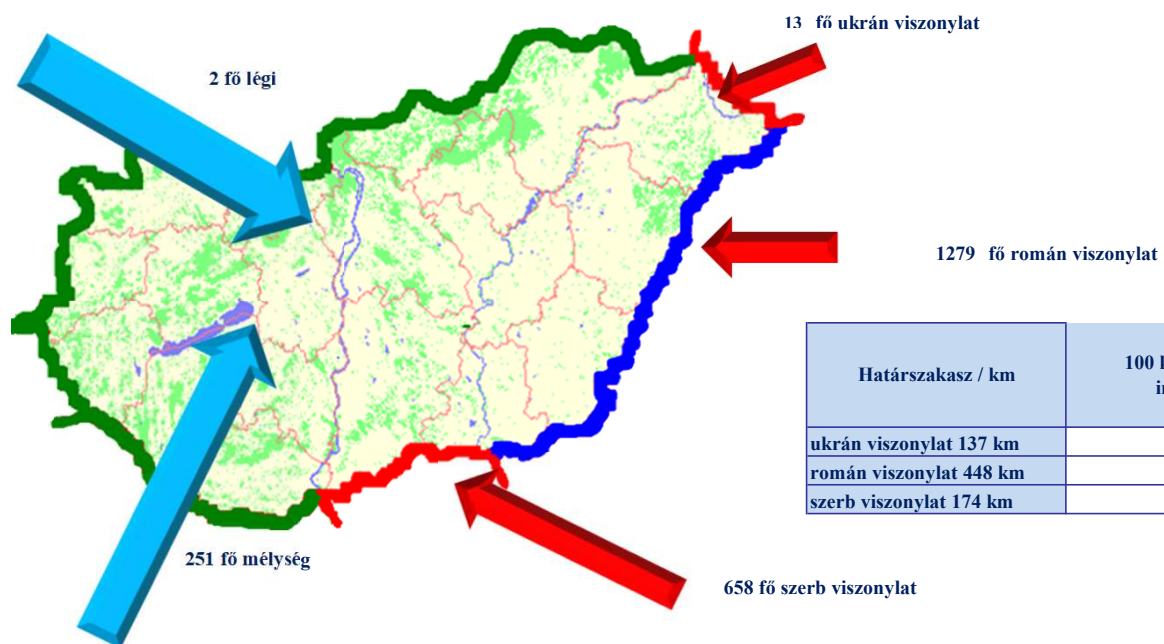 13 fő ukrán viszonylat
2 fő légi
1279 fő román viszonylat
Határszakasz / km
100
ukrán viszonylat 137 km
román viszonylat 448 km
szerb viszonylat 174 km
251 fő mélység
658 fő szerb viszonylat